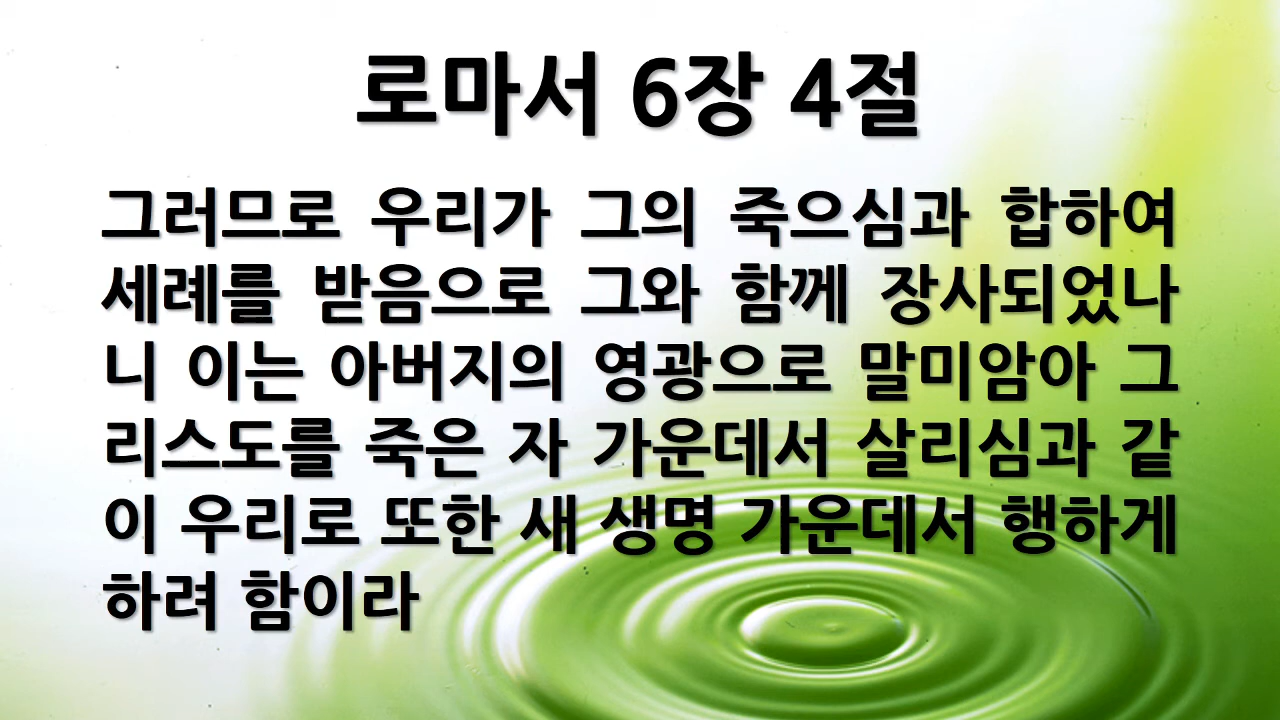 로마서 6장 4절
그러므로 우리가 그의 죽으심과 합하여
세례를 받음으로 그와 함께 장사되었나
니 이는 아버지의 영광으로 말미암아 그
리스도를 죽은 자 가운데서 살리심과 같
이 우리로 또한 새 생명 가운데서 행하게
하려 함이라